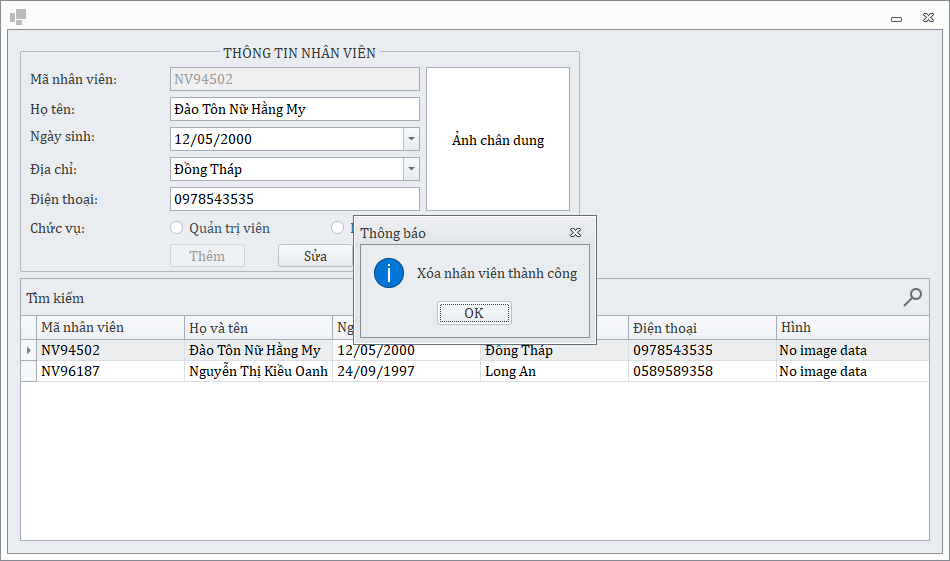 THÔNG TIN NHÂN VIÊN
Mã nhân viên: NV94502
Họ tên: Đào Tôn Nữ Hằng My
Ngày sinh: 12/05/2000
Địa chỉ: Đồng Tháp
Điện thoại: 0978543535
Ảnh chân dung
Chức vụ: Quản trị viên
Thêm Sửa
Thông báo
Xóa nhân viên thành công
OK
Tìm kiếm
Mã nhân viên Họ và tên Điện thoại Hình
NV94502 Đào Tôn Nữ Hằng My 12/05/2000 Đồng Tháp 0978543535 No image data
NV96187 Nguyễn Thị Kiều Oanh 24/09/1997 Long An 0589589358 No image data